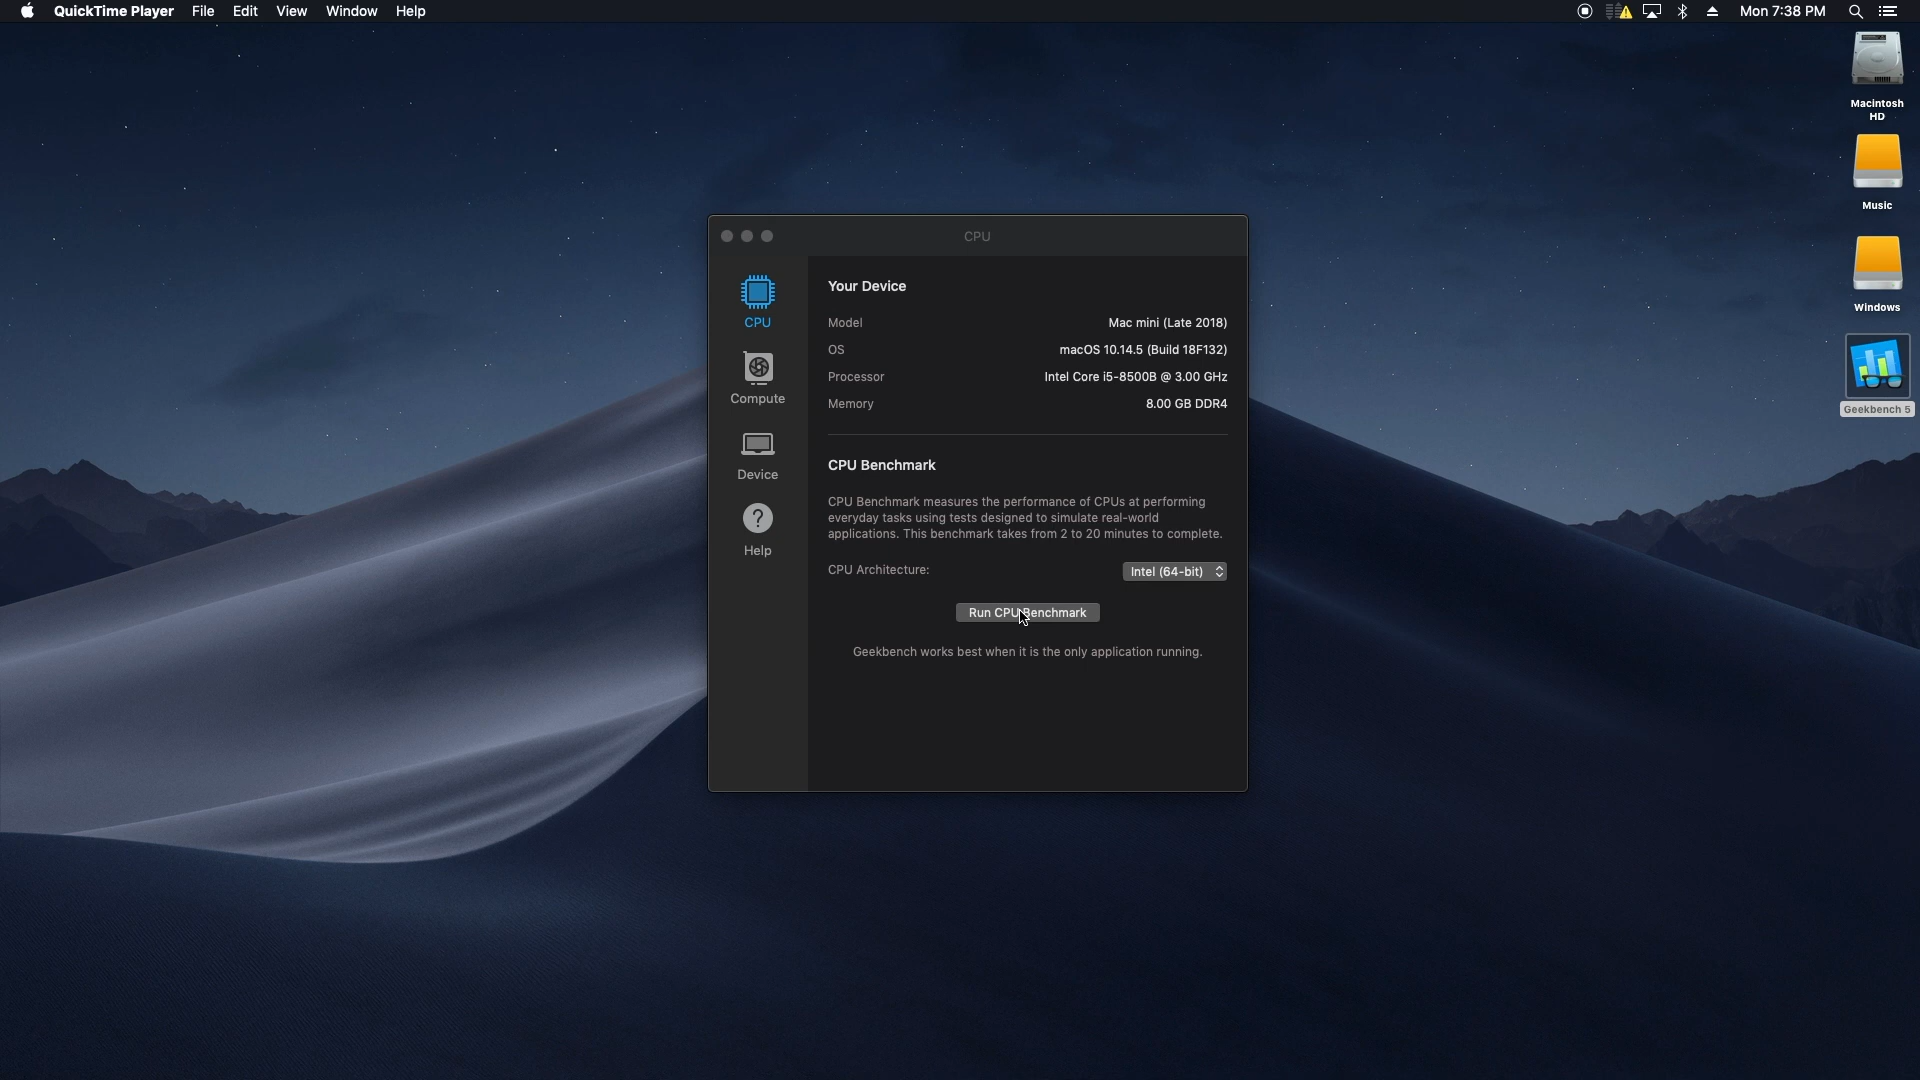 QuickTime Player File Edit View Window Help
Mon 7:38 PM
Macintosh
HD
Music
Windows
Geekbench 5
CPU
CPU
Compute
Device
?
Help
Your Device
Model Mac mini (Late 2018)
OS macOS 10.14.5 (Build 18F132)
Processor Intel Core i5-8500B @ 3.00 GHz
Memory 8.00 GB DDR4
CPU Benchmark
CPU Benchmark measures the performance of CPUs at performing
everyday tasks using tests designed to simulate real-world
applications. This benchmark takes from 2 to 20 minutes to complete.
CPU Architecture: Intel (64-bit)
Run CPU Benchmark
Geekbench works best when it is the only application running.